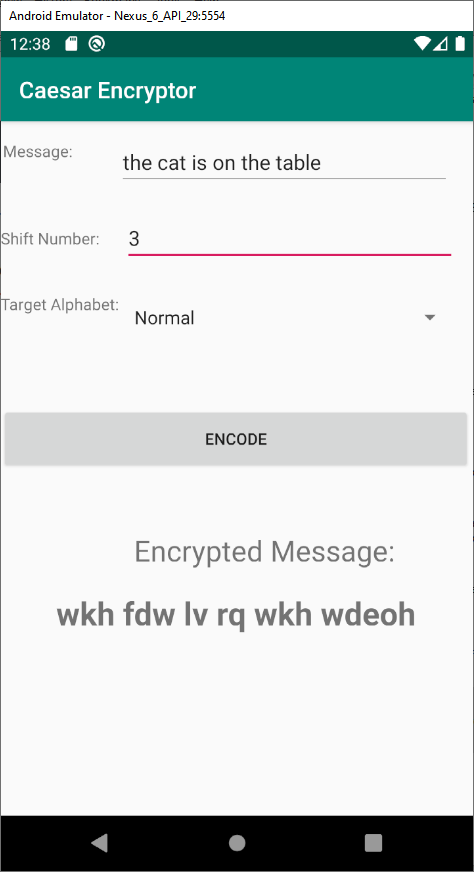 Android Emulator - Nexus_6_API_29:5554
12:38
Caesar Encryptor
Message:
the cat is on the table
Shift Number:
3
Target Alphabet:
Normal
ENCODE
Encrypted Message:
wkh fdw lv rq wkh wdeoh